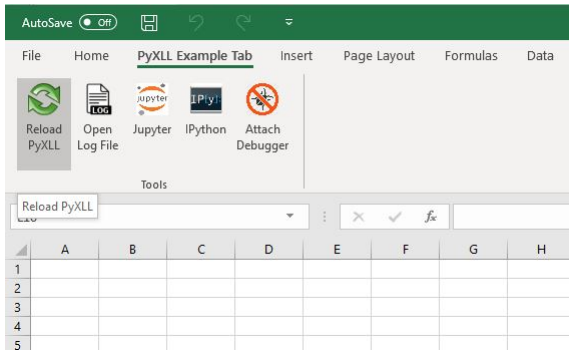 AutoSave Off
File Home PyXLL Example Tab Insert Page Layout Formulas Data
LOG jupyter IP[y]:
Reload PyXLL
Open Log File
Jupyter
IPython
Attach Debugger
Tools
Reload PyXLL
fx
A B C D E F G H
1
2
3
4
5